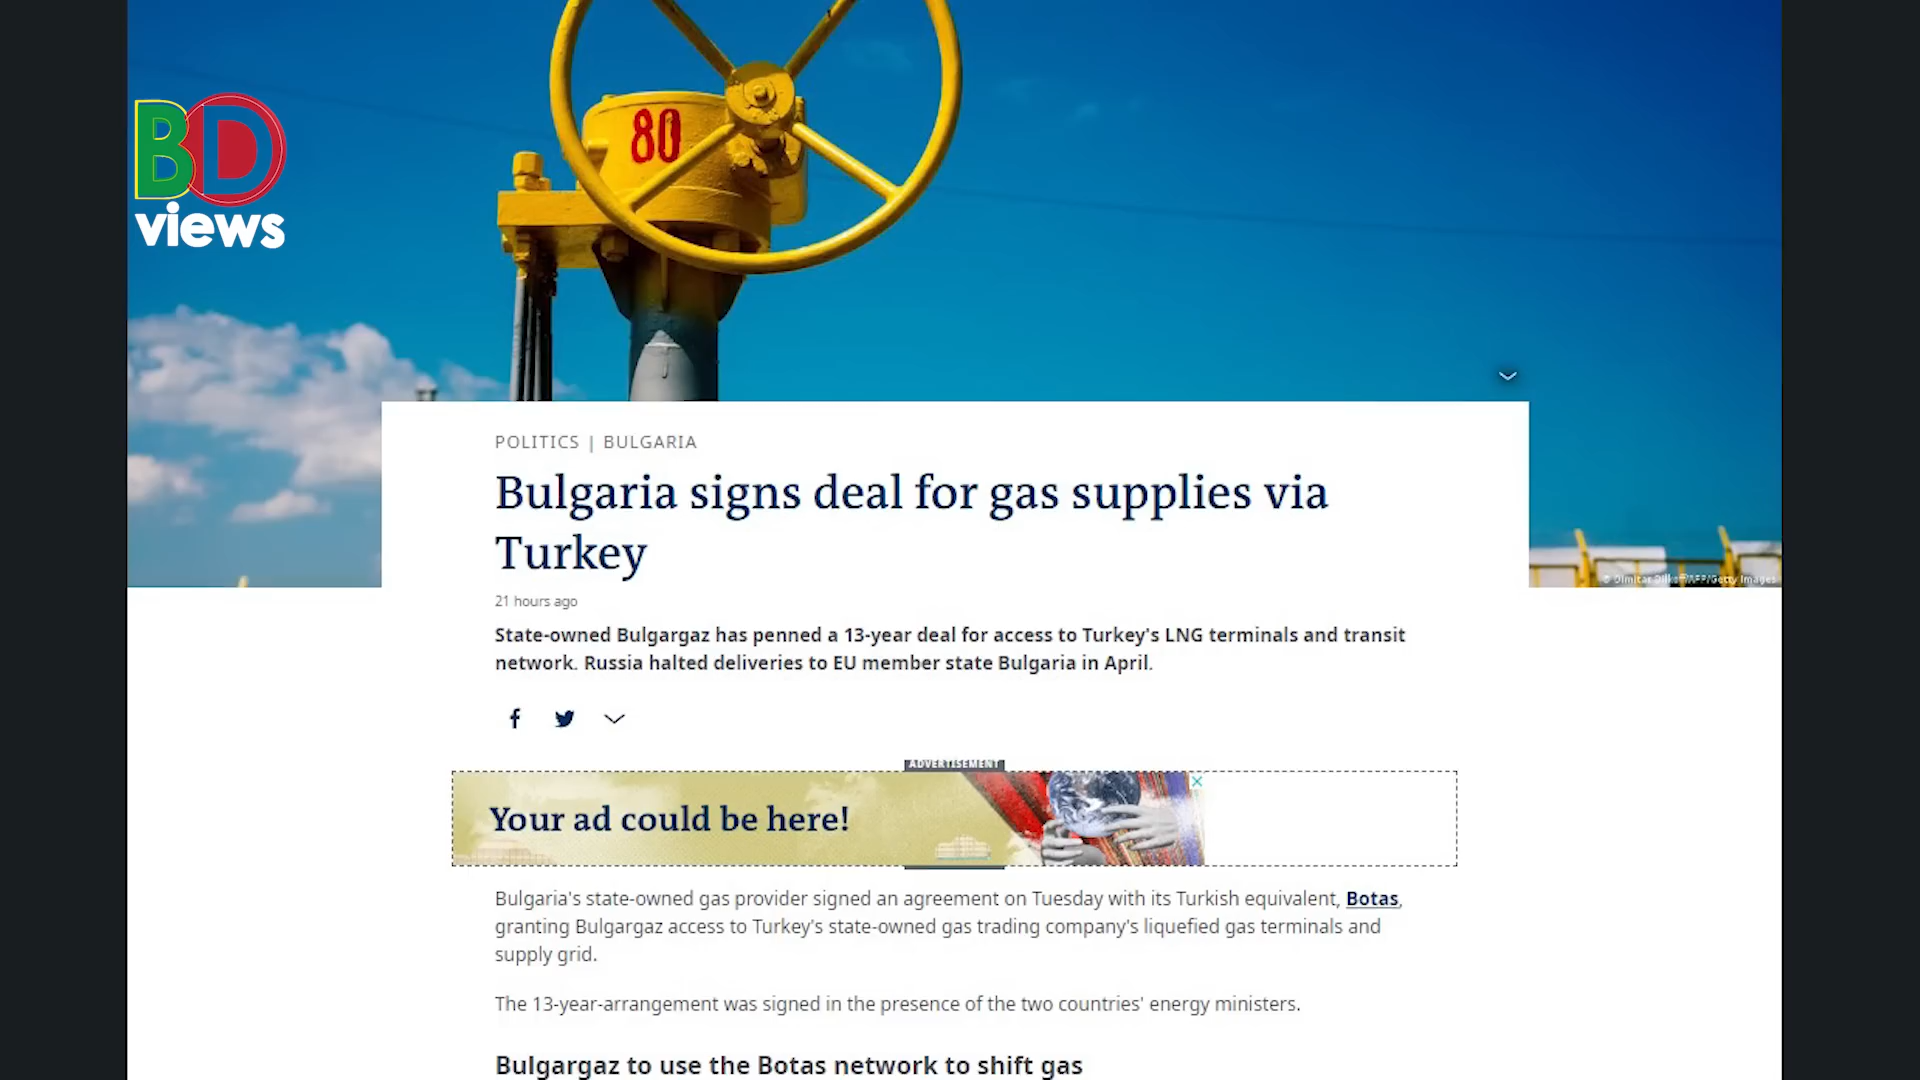 80
BD
views
© Dimitar Dilkoff/AFP/Getty Images
POLITICS | BULGARIA
Bulgaria signs deal for gas supplies via
Turkey
21 hours ago
State-owned Bulgargaz has penned a 13-year deal for access to Turkey's LNG terminals and transit
network. Russia halted deliveries to EU member state Bulgaria in April.
ADVERTISEMENT
Your ad could be here!
Bulgaria's state-owned gas provider signed an agreement on Tuesday with its Turkish equivalent, Botas,
granting Bulgargaz access to Turkey's state-owned gas trading company's liquefied gas terminals and
supply grid.
The 13-year-arrangement was signed in the presence of the two countries' energy ministers.
Bulgargaz to use the Botas network to shift gas